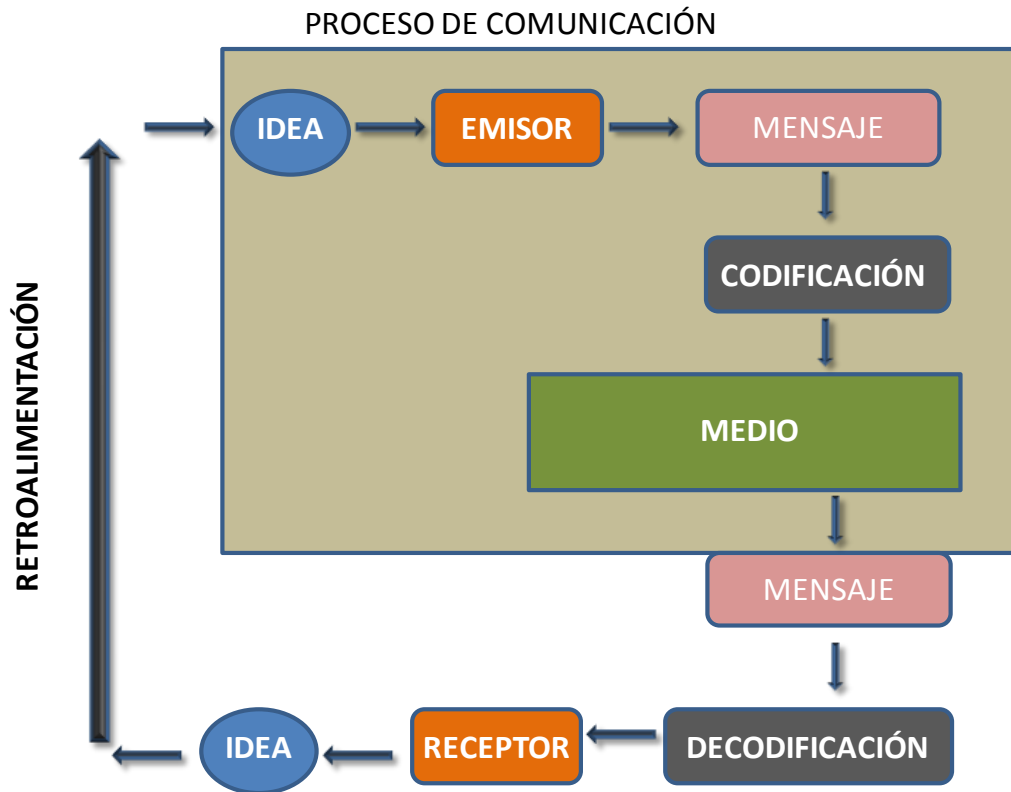 PROCESO DE COMUNICACIÓN
IDEA
EMISOR
MENSAJE
CODIFICACIÓN
MEDIO
MENSAJE
DECODIFICACIÓN
RECEPTOR
IDEA
RETROALIMENTACIÓN